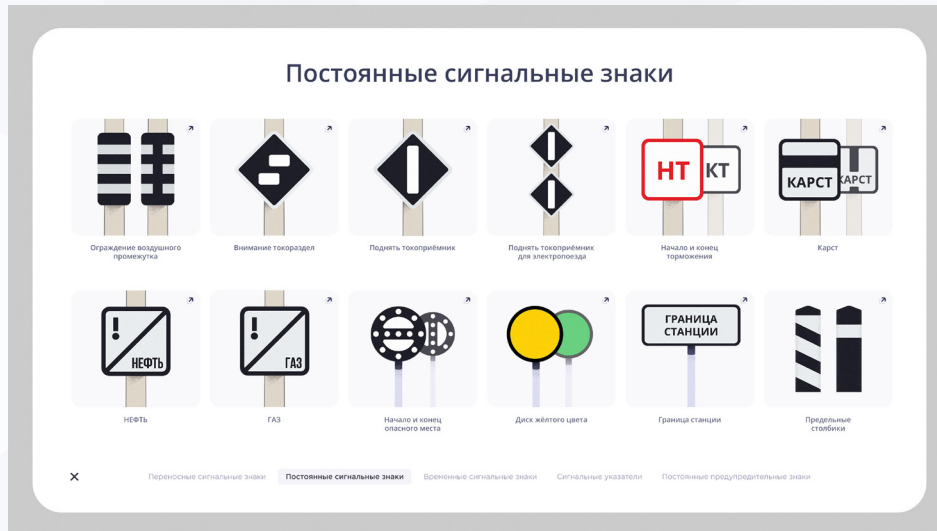 Постоянные сигнальные знаки
НТ
КТ
КАРСТ
КАРСТ
Ограждение воздушного
промежутка
Внимание токораздел
Поднять токоприёмник
Поднять токоприёмник
для электропоезда
Начало и конец
торможения
Карст
!
НЕФТЬ
!
ГАЗ
ГРАНИЦА
СТАНЦИИ
НЕФТЬ
ГАЗ
Начало и конец
опасного места
Диск жёлтого цвета
Граница станции
Предельные
столбики
Переносные сигнальные знаки
Постоянные сигнальные знаки
Временные сигнальные знаки
Сигнальные указатели
Постоянные предупредительные знаки